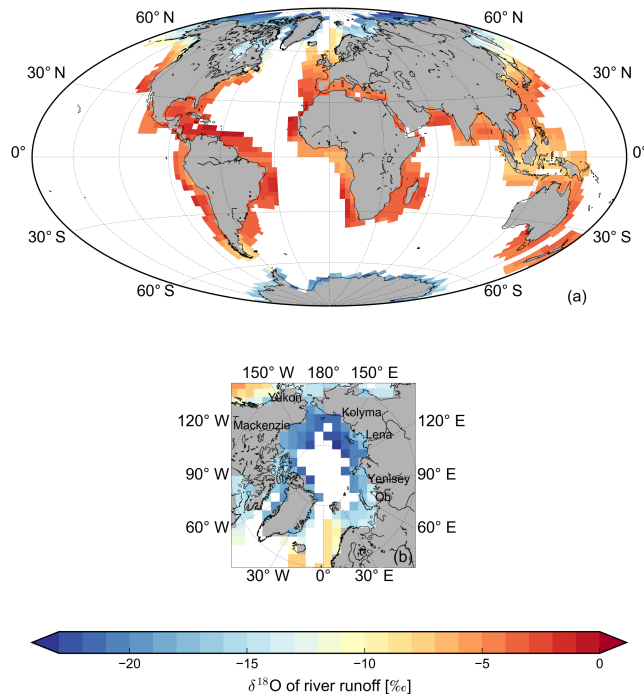 60° N 60° N
30° N 30° N
0° 0°
30° S 30° S
60° S 60° S
(a)
150° W 180° 150° E
Yukon
Kolyma
120° W 120° E
Mackenzie
Lena
90° W 90° E
Yenisey
Ob
60° W 60° E
(b)
30° W 0° 30° E
−20 −15 −10 −5 0
δ¹⁸O of river runoff [‰]